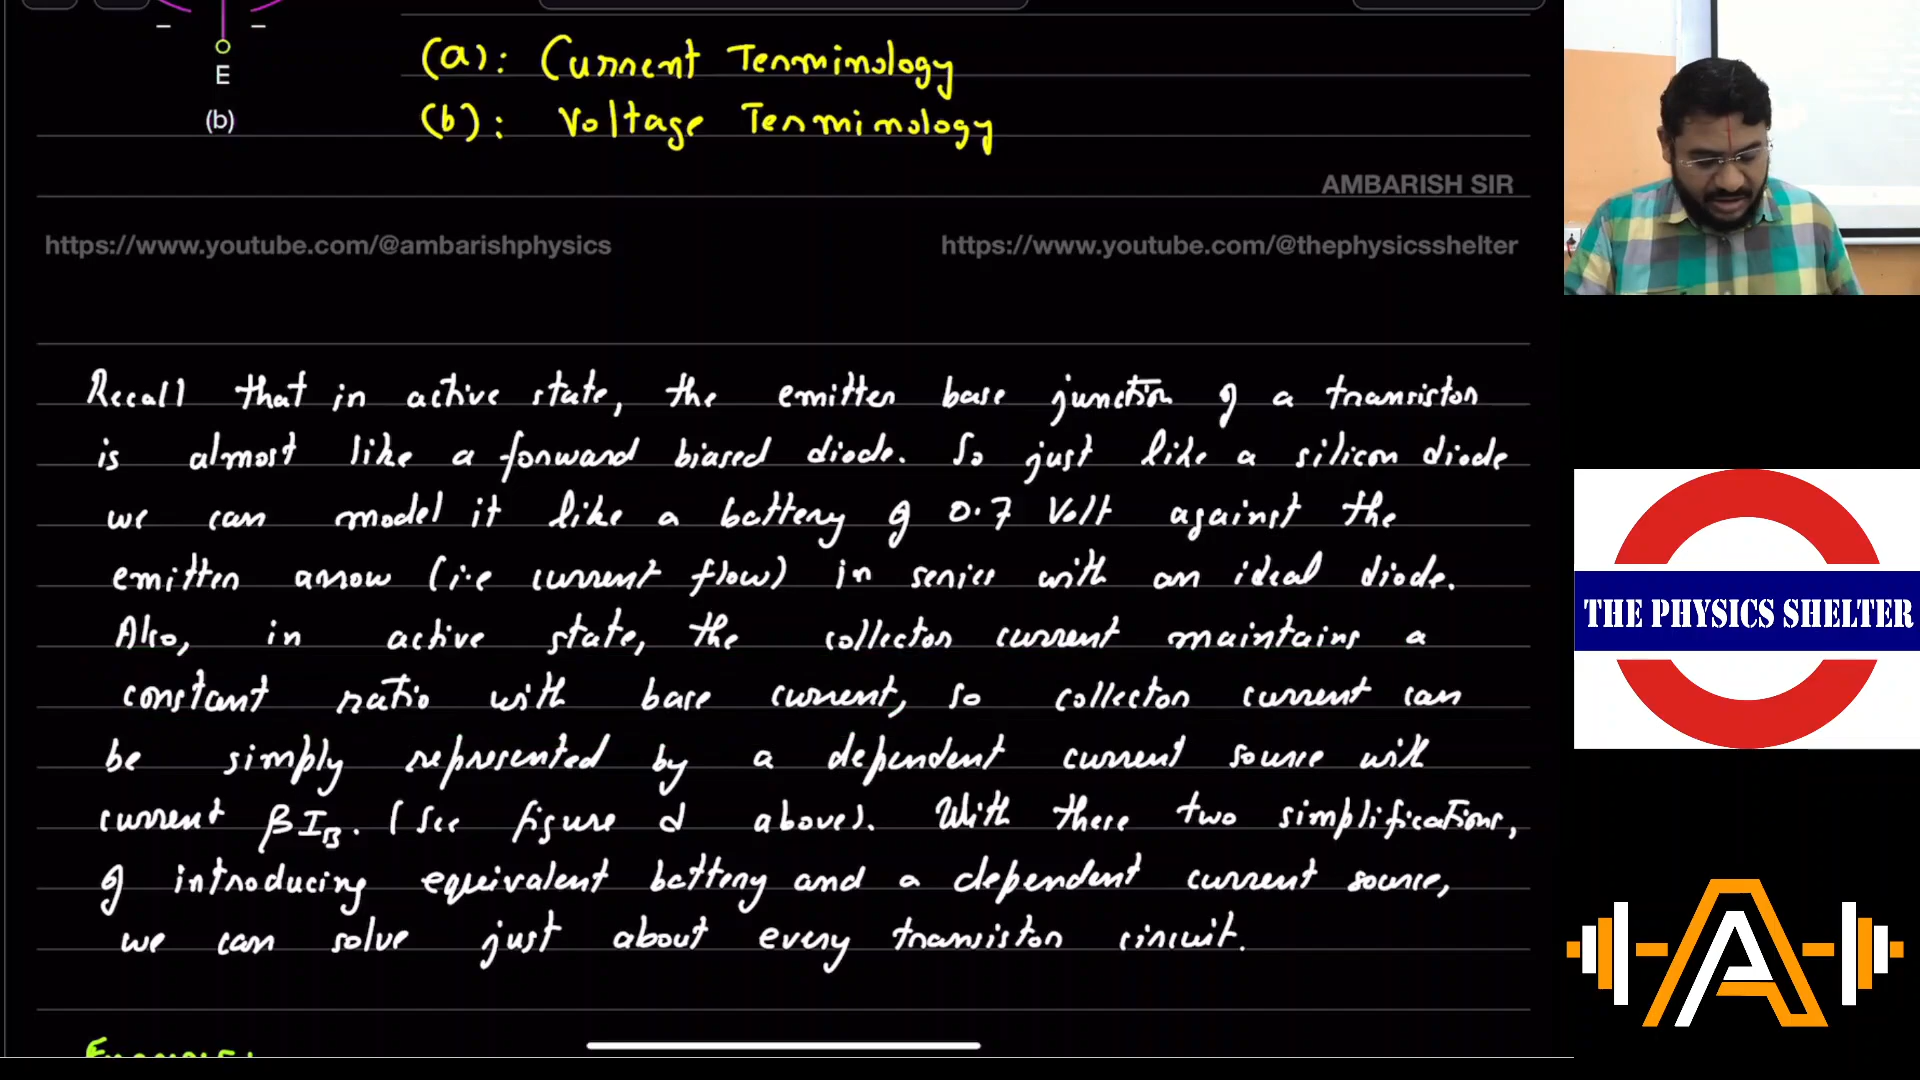 E
(b)
(a): Current Terminology
(b): Voltage Terminology
AMBARISH SIR
https://www.youtube.com/@ambarishphysics
https://www.youtube.com/@thephysicsshelter
Recall that in active state, the emitter base junction of a transistor
is almost like a forward biased diode. So just like a silicon diode
we can model it like a battery of 0.7 Volt against the
emitter arrow (i.e current flow) in series with an ideal diode.
Also, in active state, the collector current maintains a
constant ratio with base current, so collector current can
be simply represented by a dependent current source with
current βI_B. (See figure d above). With these two simplifications,
of introducing equivalent battery and a dependent current source,
we can solve just about every transistor circuit.
THE PHYSICS SHELTER